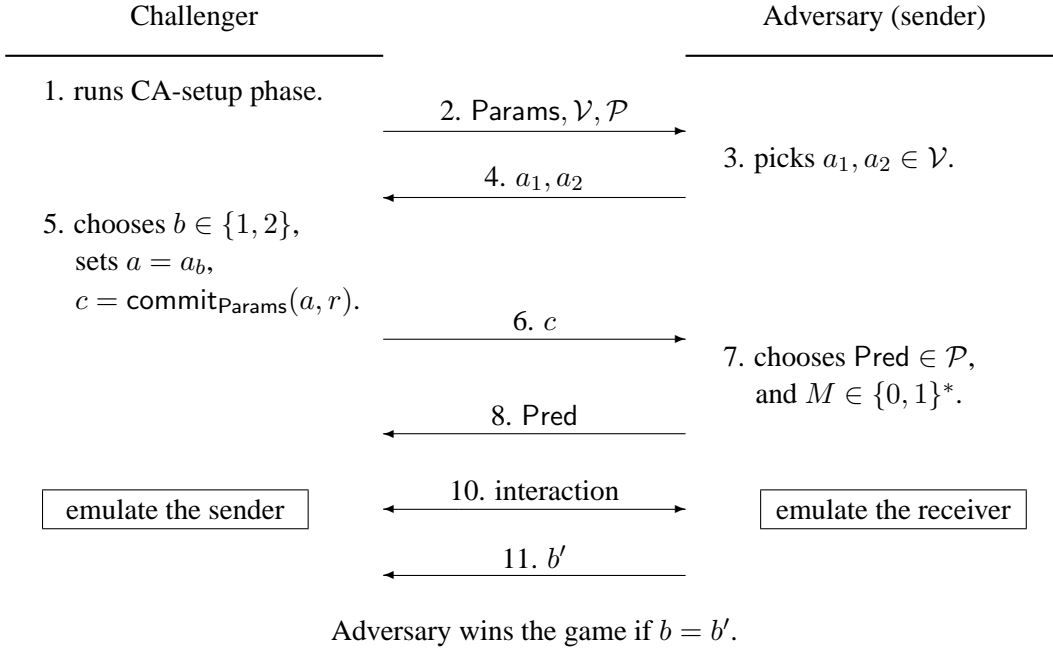 Challenger
Adversary (sender)
1. runs CA-setup phase.
2. Params, 𝒱, 𝒫
3. picks a₁, a₂ ∈ 𝒱.
4. a₁, a₂
5. chooses b ∈ {1, 2},
sets a = a_b,
c = commit_Params(a, r).
6. c
7. chooses Pred ∈ 𝒫,
and M ∈ {0, 1}*.
8. Pred
emulate the sender
10. interaction
emulate the receiver
11. b′
Adversary wins the game if b = b′.